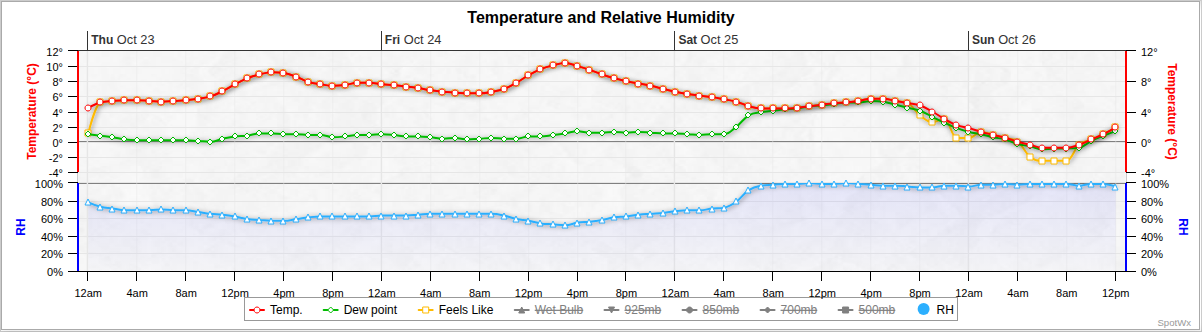 Temperature and Relative Humidity
Thu Oct 23 Fri Oct 24 Sat Oct 25 Sun Oct 26
12° 12°
10°
8° 8°
6°
4° 4°
2°
0° 0°
-2°
-4° -4°
Temperature (°C) Temperature (°C)
100% 100%
80% 80%
60% 60%
40% 40%
20% 20%
0% 0%
RH RH
12am 4am 8am 12pm 4pm 8pm 12am 4am 8am 12pm 4pm 8pm 12am 4am 8am 12pm 4pm 8pm 12am 4am 8am 12pm
Temp. Dew point Feels Like Wet Bulb 925mb 850mb 700mb 500mb RH
SpotWx